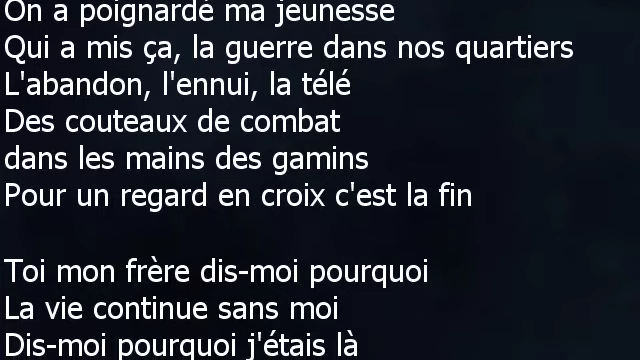 On a poignardé ma jeunesse
Qui a mis ça, la guerre dans nos quartiers
L'abandon, l'ennui, la télé
Des couteaux de combat
dans les mains des gamins
Pour un regard en croix c'est la fin
Toi mon frère dis-moi pourquoi
La vie continue sans moi
Dis-moi pourquoi j'étais là